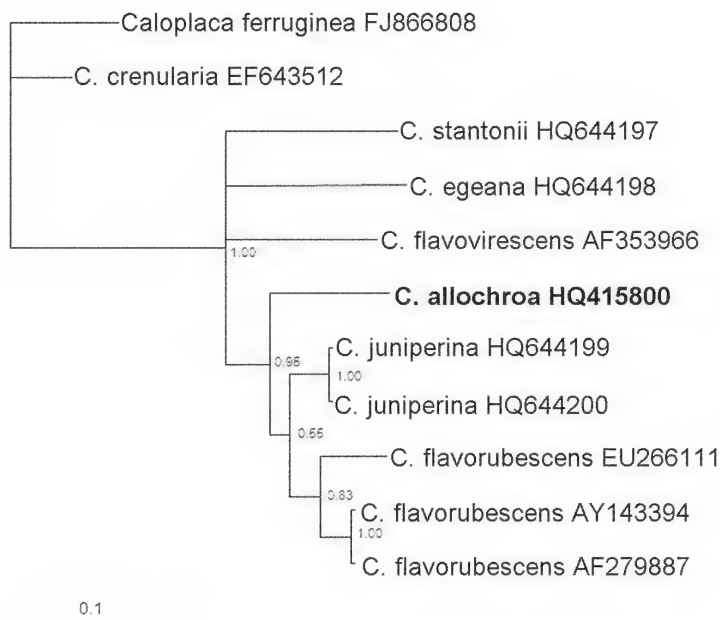 Caloplaca ferruginea FJ866808
C. crenularia EF643512
C. stantonii HQ644197
C. egeana HQ644198
C. flavovirescens AF353966
1.00
C. allochroa HQ415800
C. juniperina HQ644199
0.95
1.00
C. juniperina HQ644200
0.55
C. flavorubescens EU266111
0.83
C. flavorubescens AY143394
1.00
C. flavorubescens AF279887
0.1